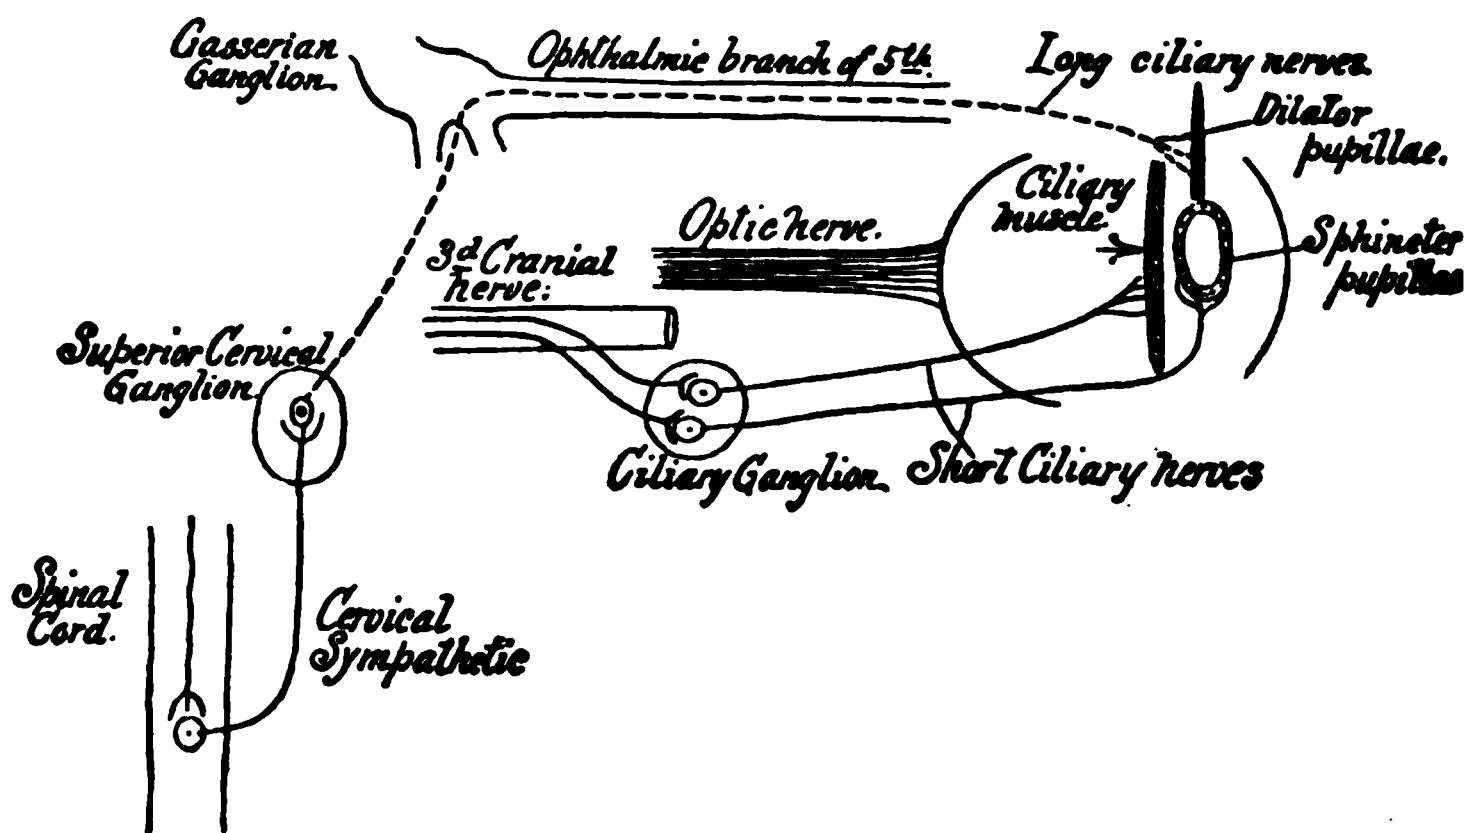 Gasserian
Ganglion.
Ophthalmic branch of 5th.
Long ciliary nerves.
Dilator
pupillae.
Ciliary
muscle.
Optic nerve.
Sphincter
pupillae
3d Cranial
nerve.
Superior Cervical
Ganglion.
Ciliary Ganglion.
Short Ciliary nerves
Spinal
Cord.
Cervical
Sympathetic